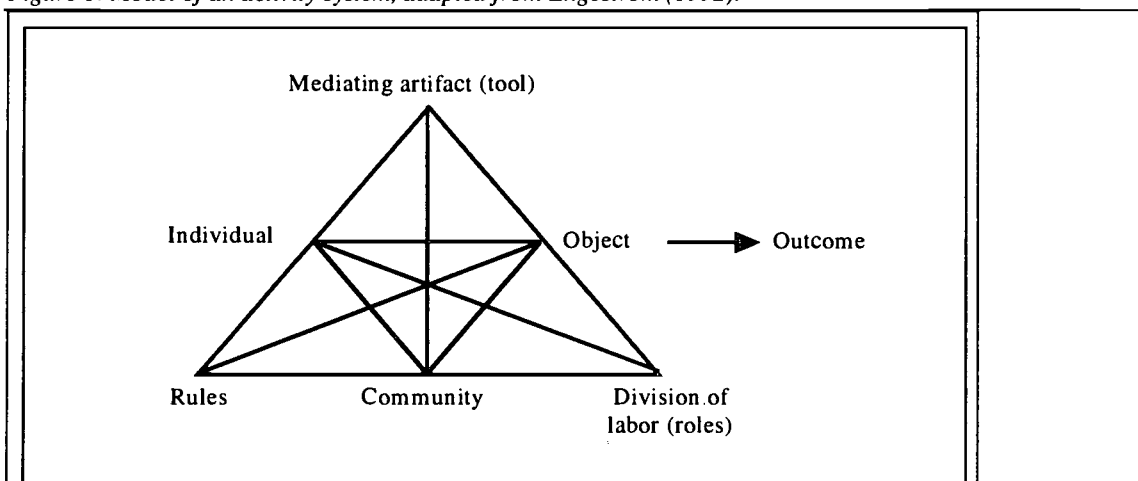 Mediating artifact (tool)
Individual
Object
Outcome
Rules
Community
Division of
labor (roles)